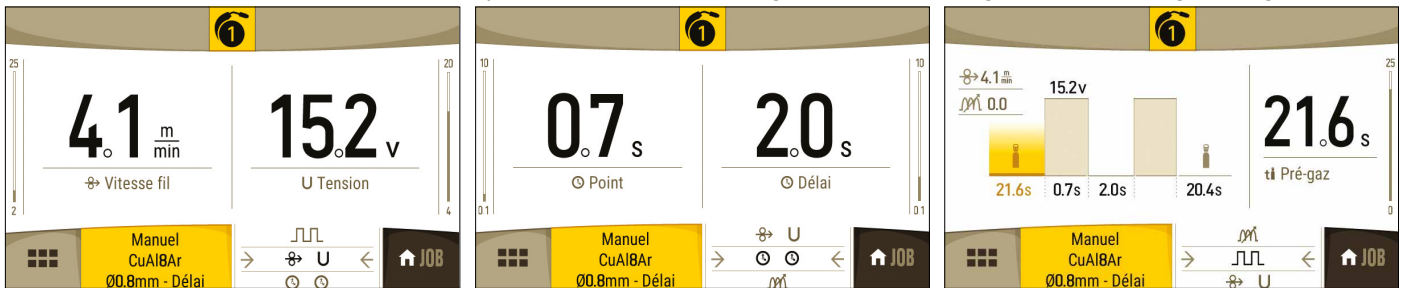 1
25
20
4.1 m/min
15.2 v
Vitesse fil
U Tension
2
4
Manuel
CuAl8Ar
Ø0.8mm - Délai
U
JOB
1
10
10
0.7 s
2.0 s
Point
Délai
0.1
0.1
Manuel
CuAl8Ar
Ø0.8mm - Délai
U
JOB
1
25
4.1 m/min
0.0
15.2v
21.6 s
Pré-gaz
21.6s 0.7s 2.0s 20.4s
0
Manuel
CuAl8Ar
Ø0.8mm - Délai
U
JOB